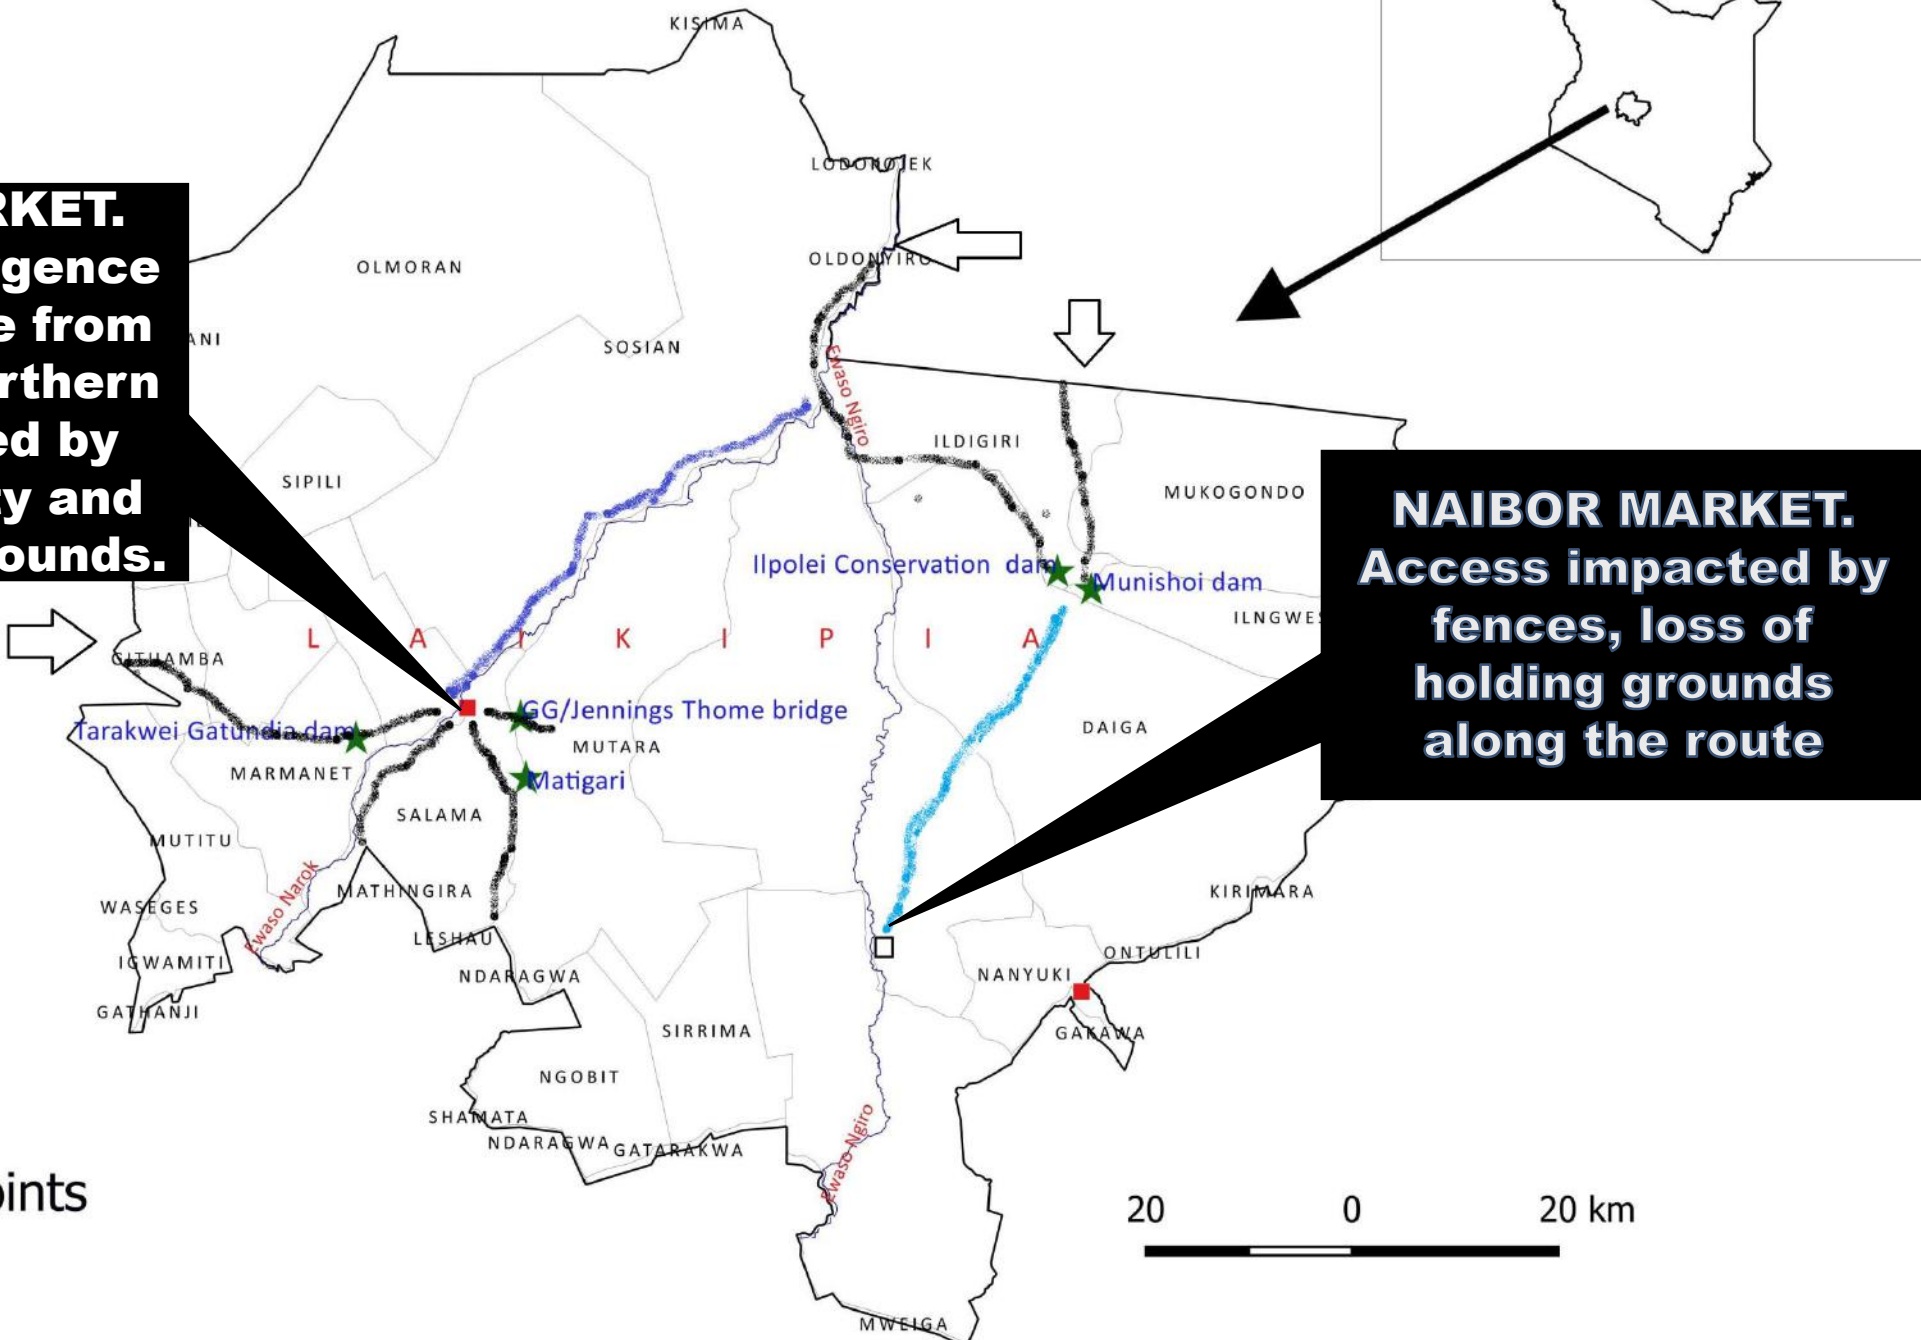 KISIMA
LODOKOJEK
OLDONYIRO
OLMORAN
SOSIAN
ANI
RKET.
rgence
e from
rthern
ed by
ty and
ounds.
SIPILI
Ewaso Ngiro
ILDIGIRI
MUKOGONDO
NAIBOR MARKET.
Access impacted by
fences, loss of
holding grounds
along the route
Ilpolei Conservation dam
Munishoi dam
ILNGWES
L A I K I P I A
GITHAMBA
GG/Jennings Thome bridge
Tarakwei Gatundia dam
MUTARA
DAIGA
MARMANET
Matigari
SALAMA
MUTITU
Ewaso Narok
MATHINGIRA
KIRIMARA
WASEGES
LESHAU
ONTULILI
IGWAMITI
NDARAGWA
NANYUKI
GATHANJI
SIRRIMA
GAKAWA
NGOBIT
SHAMATA
NDARAGWA
GATARAKWA
Ewaso Ngiro
oints
20 0 20 km
MWEIGA